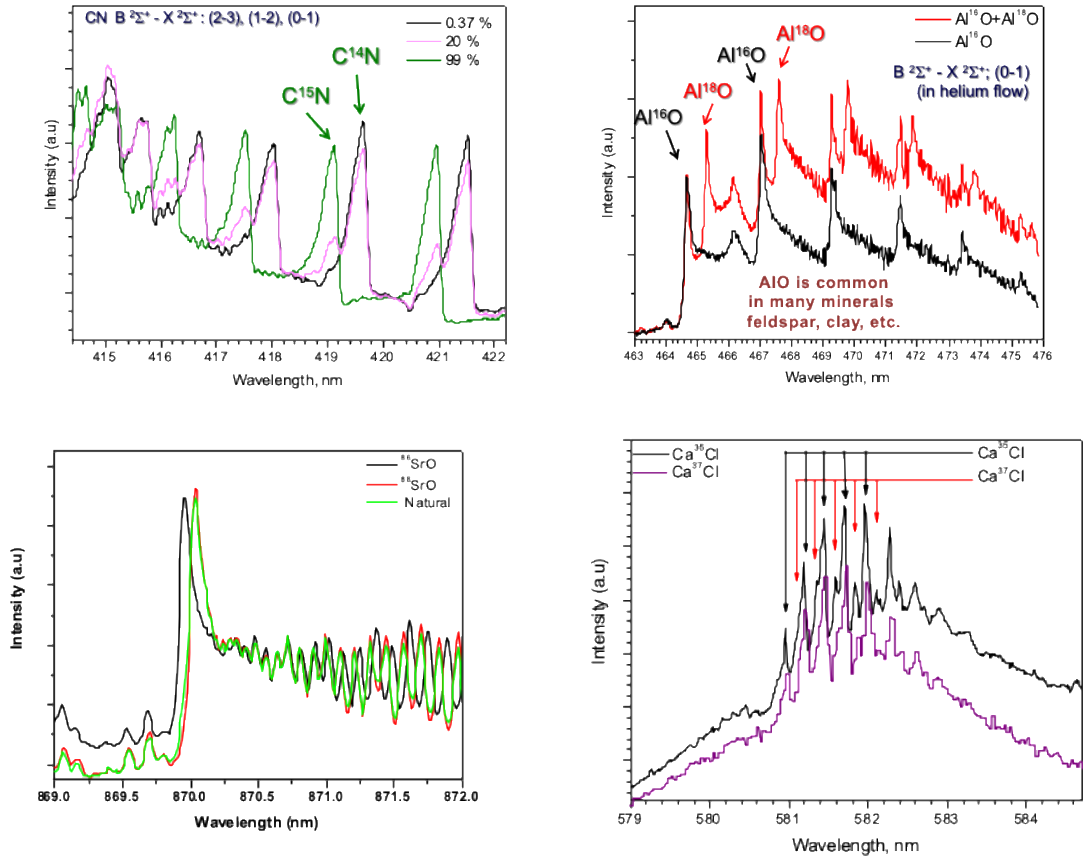 CN B ²Σ⁺ - X ²Σ⁺: (2-3), (1-2), (0-1)
0.37 %
20 %
99 %
C¹⁴N
C¹⁵N
Intensity (a.u)
415 416 417 418 419 420 421 422
Wavelength, nm
Al¹⁶O+Al¹⁸O
Al¹⁶O
B ²Σ⁺ - X ²Σ⁺; (0-1)
(in helium flow)
Al¹⁶O
Al¹⁸O
Al¹⁶O
Al¹⁸O
AlO is common
in many minerals
feldspar, clay, etc.
Intensity (a.u)
463 464 465 466 467 468 469 470 471 472 473 474 475 476
Wavelength, nm
SrO
SrO
Natural
Intensity (a.u)
869.0 869.5 870.0 870.5 871.0 871.5 872.0
Wavelength (nm)
Ca³⁵Cl
Ca³⁷Cl
Ca³⁵Cl
Ca³⁷Cl
Intensity (a.u)
579 580 581 582 583 584
Wavelength, nm